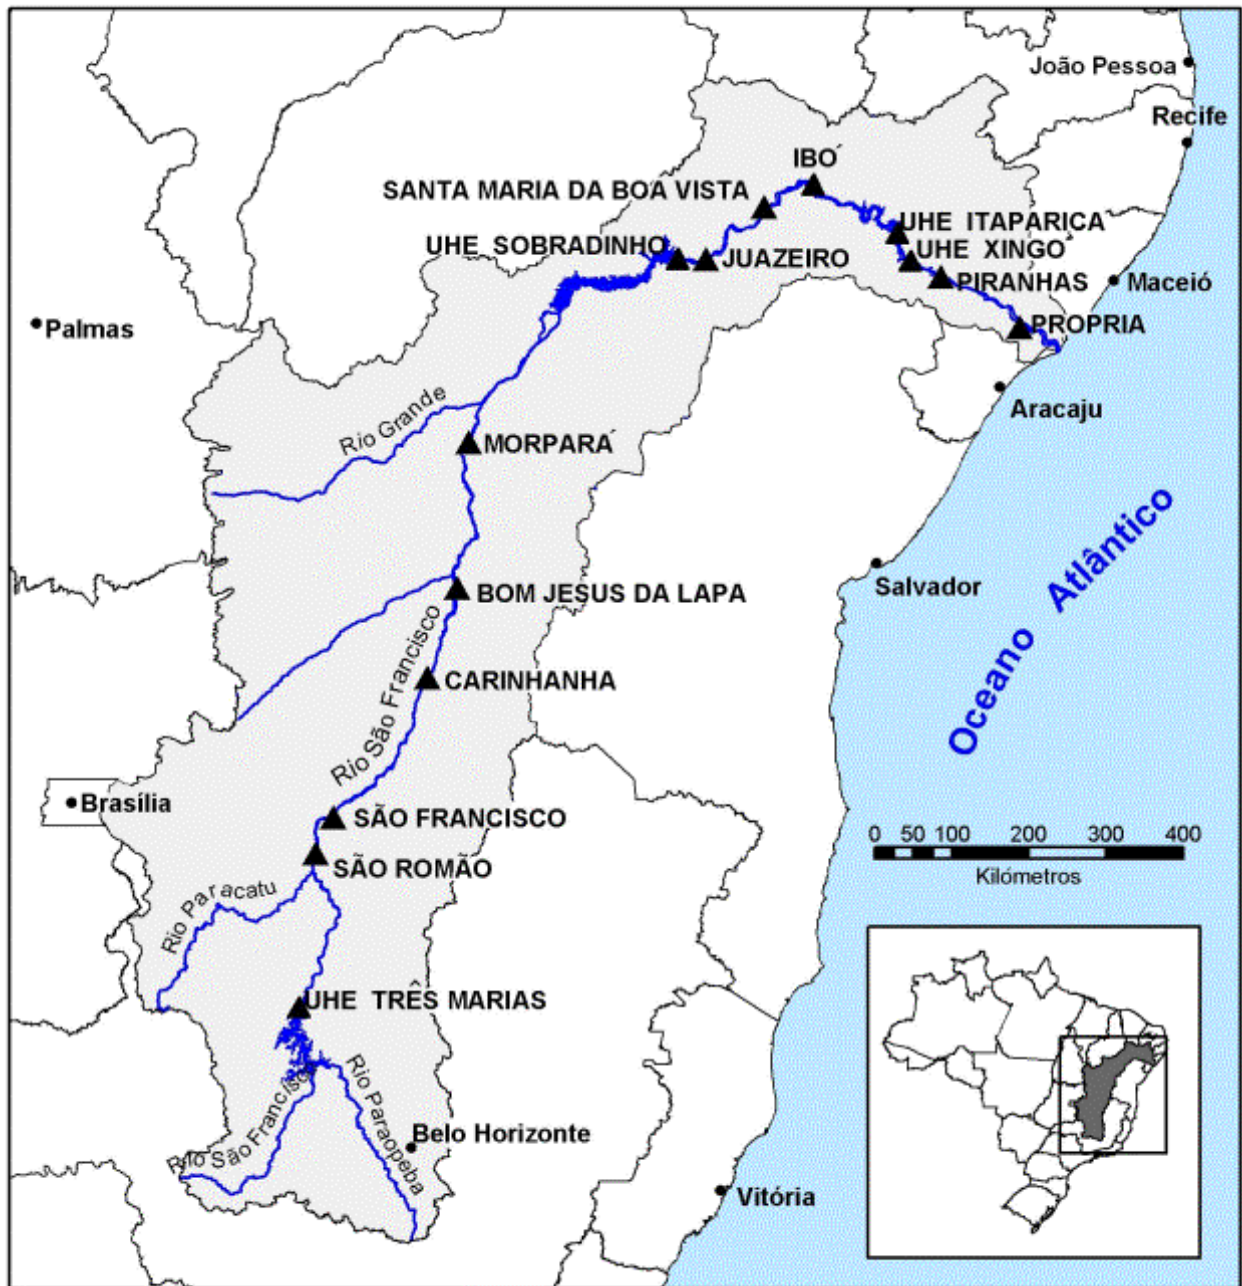 João Pessoa
Recife
IBÓ
SANTA MARIA DA BOA VISTA
UHE ITAPARICA
UHE SOBRADINHO
JUAZEIRO
UHE XINGÓ
PIRANHAS
Maceió
Palmas
PROPRIA
Aracaju
Rio Grande
MORPARÁ
Oceano Atlântico
Salvador
BOM JESUS DA LAPA
Rio São Francisco
CARINHANHA
Brasília
SÃO FRANCISCO
0 50 100 200 300 400
Kilómetros
SÃO ROMÃO
Rio Paracatu
UHE TRÊS MARIAS
Rio São Francisco
Rio Paraopeba
Belo Horizonte
Vitória